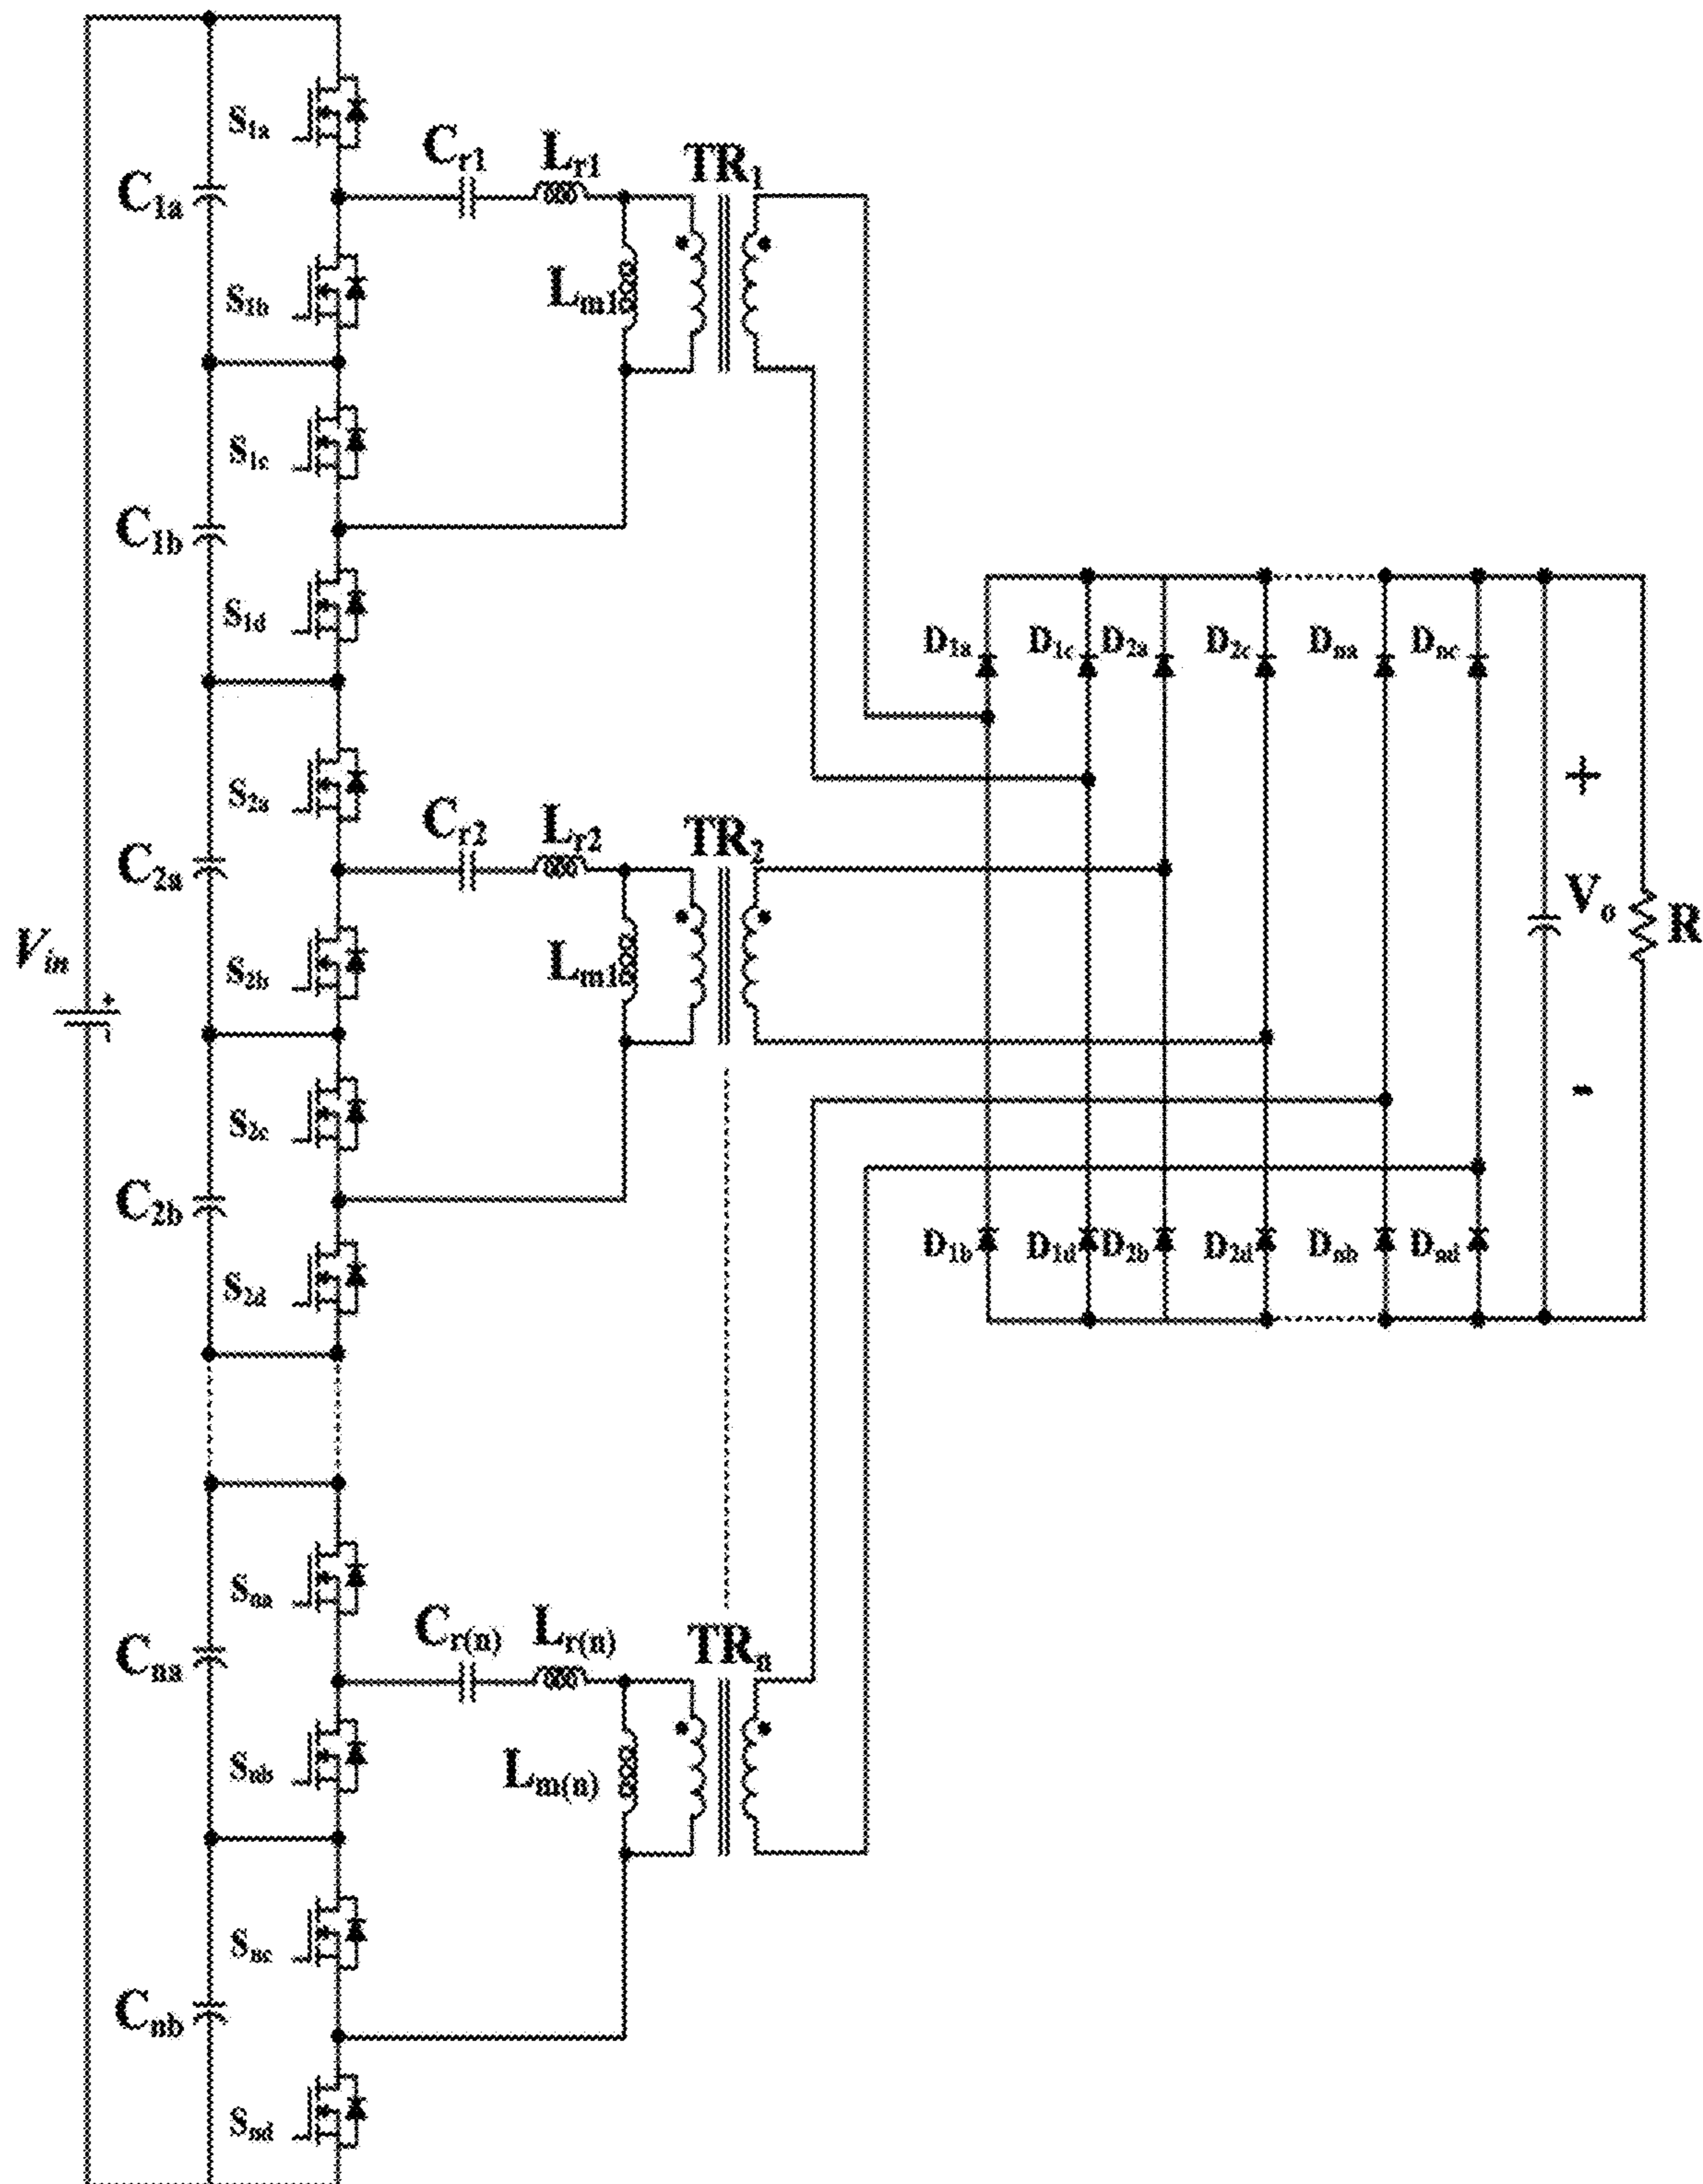 S1a
Cr1
Lr1
TR1
C1a
S1b
Lm1
S1c
C1b
S1d
D1a
D1c
D2a
D2c
Dna
Dnc
S2a
+
Cr2
Lr2
TR2
C2a
Vo
R
Vin
S2b
Lm1
+
-
-
S2c
C2b
D1b
D1d
D2b
D2d
Dnb
Dnd
S2d
Sna
Cr(n)
Lr(n)
TRn
Cna
Snb
Lm(n)
Snc
Cnb
Snd